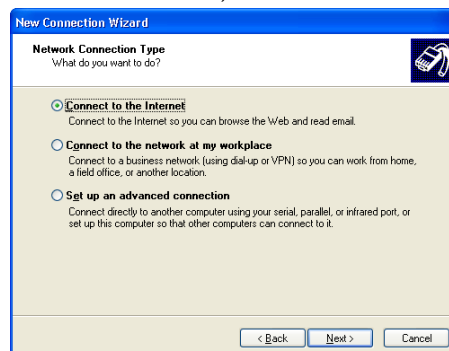 New Connection Wizard
Network Connection Type
What do you want to do?
Connect to the Internet
Connect to the Internet so you can browse the Web and read email.
Connect to the network at my workplace
Connect to a business network (using dial-up or VPN) so you can work from home,
a field office, or another location.
Set up an advanced connection
Connect directly to another computer using your serial, parallel, or infrared port, or
set up this computer so that other computers can connect to it.
< Back
Next >
Cancel